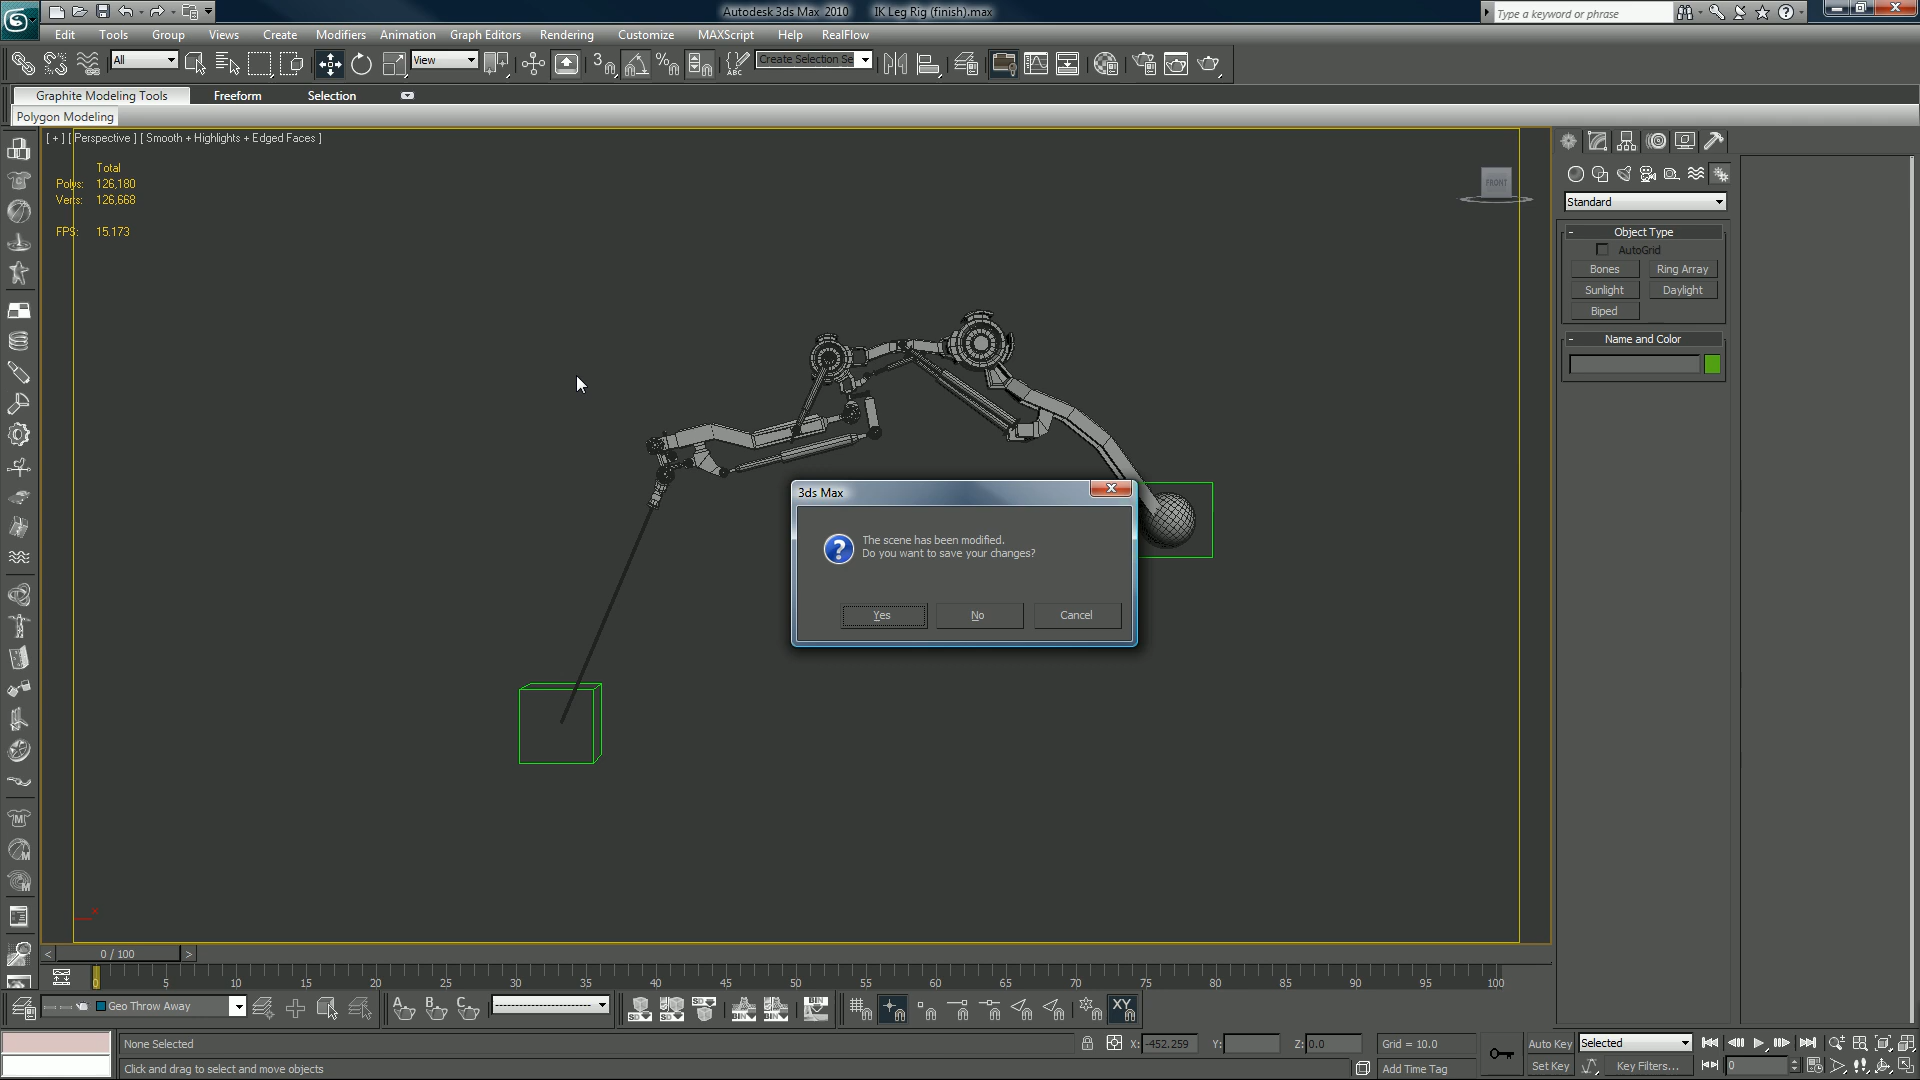 Autodesk 3ds Max 2010 IK Leg Rig (finish).max
Type a keyword or phrase
Edit Tools Group Views Create Modifiers Animation Graph Editors Rendering Customize MAXScript Help RealFlow
All
View
3
%
ABC
Create Selection Se
Graphite Modeling Tools Freeform Selection
Polygon Modeling
[ + ] [ Perspective ] [ Smooth + Highlights + Edged Faces ]
Total
Polys: 126,180
Verts: 126,668
FPS: 15.173
FRONT
Standard
- Object Type
AutoGrid
Bones Ring Array
Sunlight Daylight
Biped
- Name and Color
3ds Max
The scene has been modified.
Do you want to save your changes?
Yes No Cancel
x
< 0 / 100 >
0 5 10 15 20 25 30 35 40 45 50 55 60 65 70 75 80 85 90 95 100
Geo Throw Away
A B C
XY
None Selected
X: -452.259 Y: Z: 0.0 Grid = 10.0
Auto Key Selected
Click and drag to select and move objects
Add Time Tag
Set Key Key Filters... 0